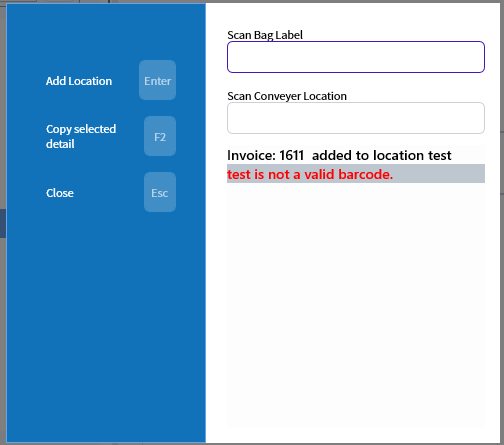 Add Location
Enter
Copy selected
detail
F2
Close
Esc
Scan Bag Label
Scan Conveyer Location
Invoice: 1611  added to location test
test is not a valid barcode.